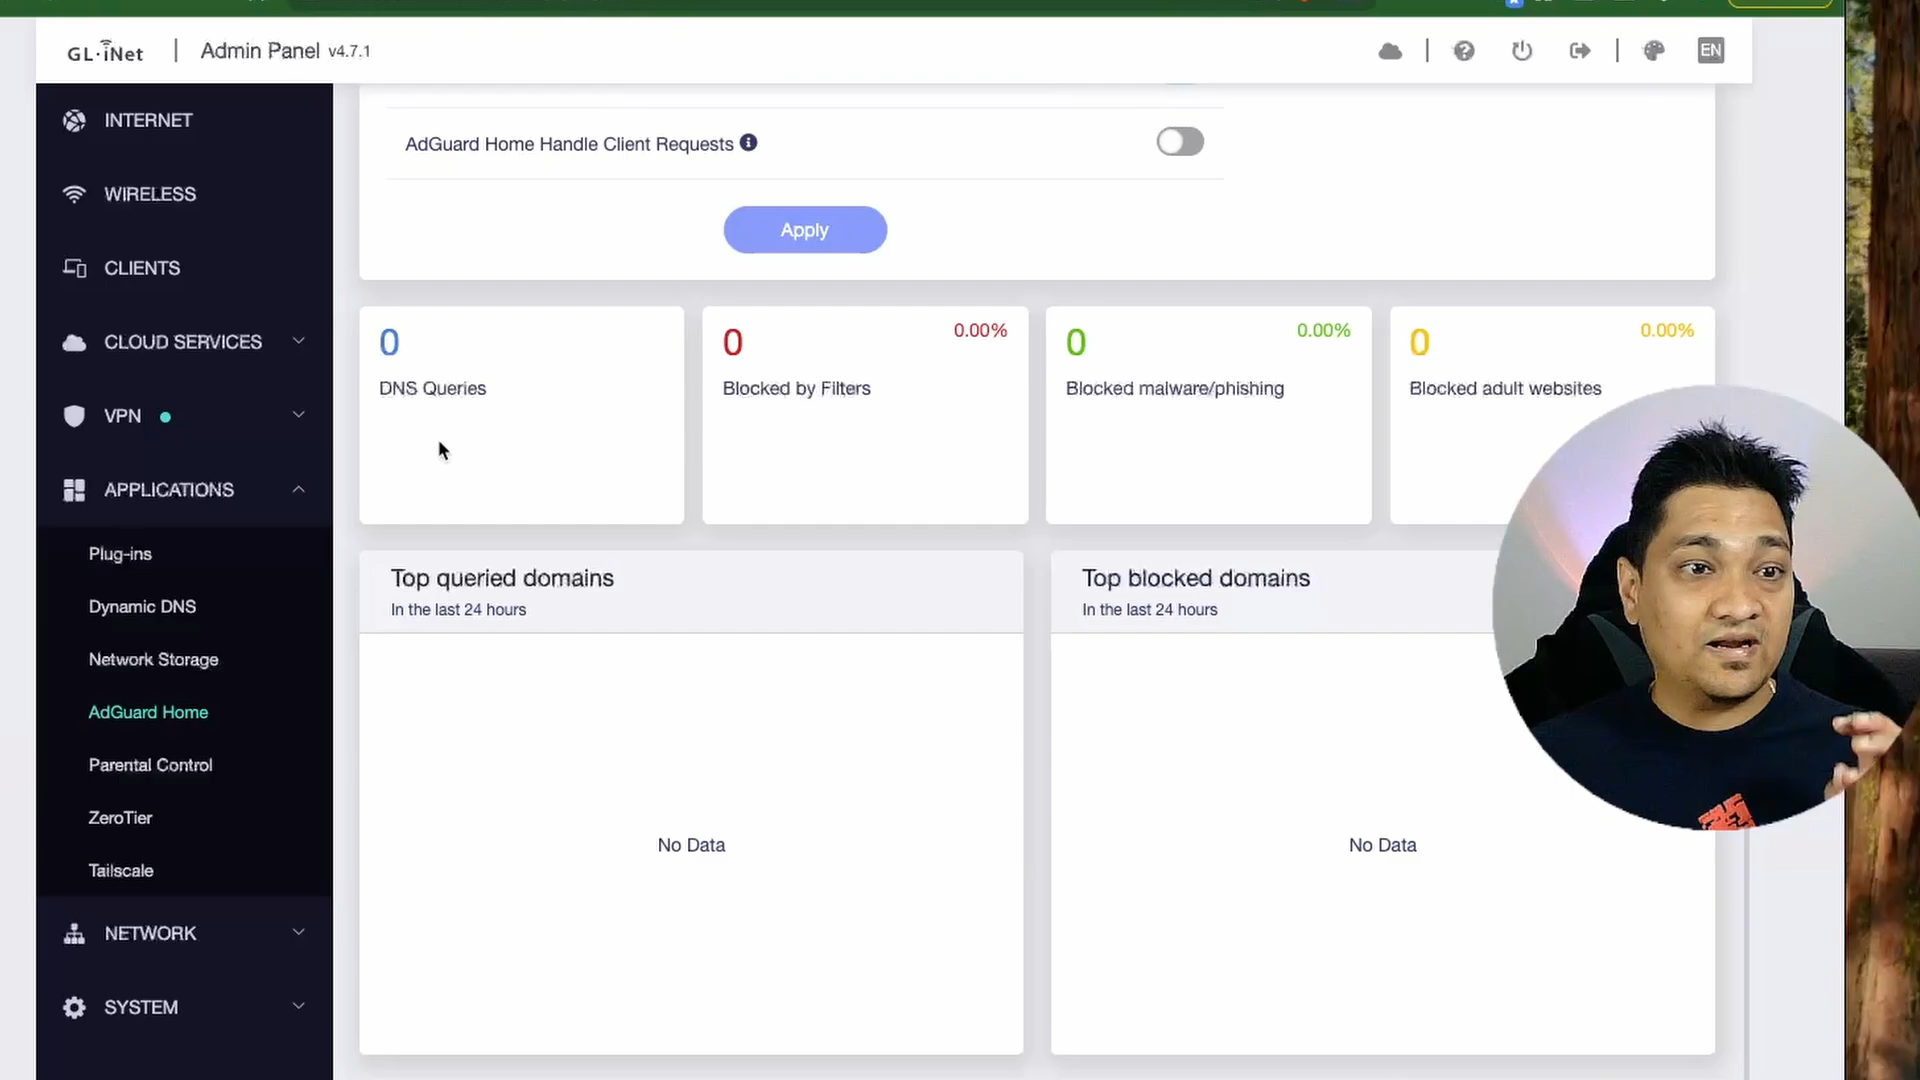 GL·iNet | Admin Panel v4.7.1
EN
INTERNET
WIRELESS
CLIENTS
CLOUD SERVICES
VPN
APPLICATIONS
Plug-ins
Dynamic DNS
Network Storage
AdGuard Home
Parental Control
ZeroTier
Tailscale
NETWORK
SYSTEM
AdGuard Home Handle Client Requests
Apply
0
DNS Queries
0 0.00%
Blocked by Filters
0 0.00%
Blocked malware/phishing
0 0.00%
Blocked adult websites
Top queried domains
In the last 24 hours
No Data
Top blocked domains
In the last 24 hours
No Data